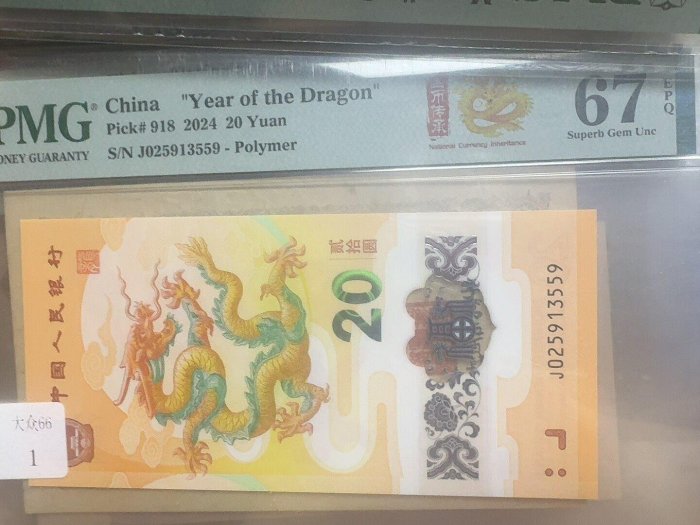 PMG
MONEY GUARANTY
China "Year of the Dragon"
Pick# 918 2024 20 Yuan
S/N J025913559 - Polymer
National Currency Inheritance
67
EPQ
Superb Gem Unc
中国人民银行
贰拾圆
20
福
J025913559
大众66
1